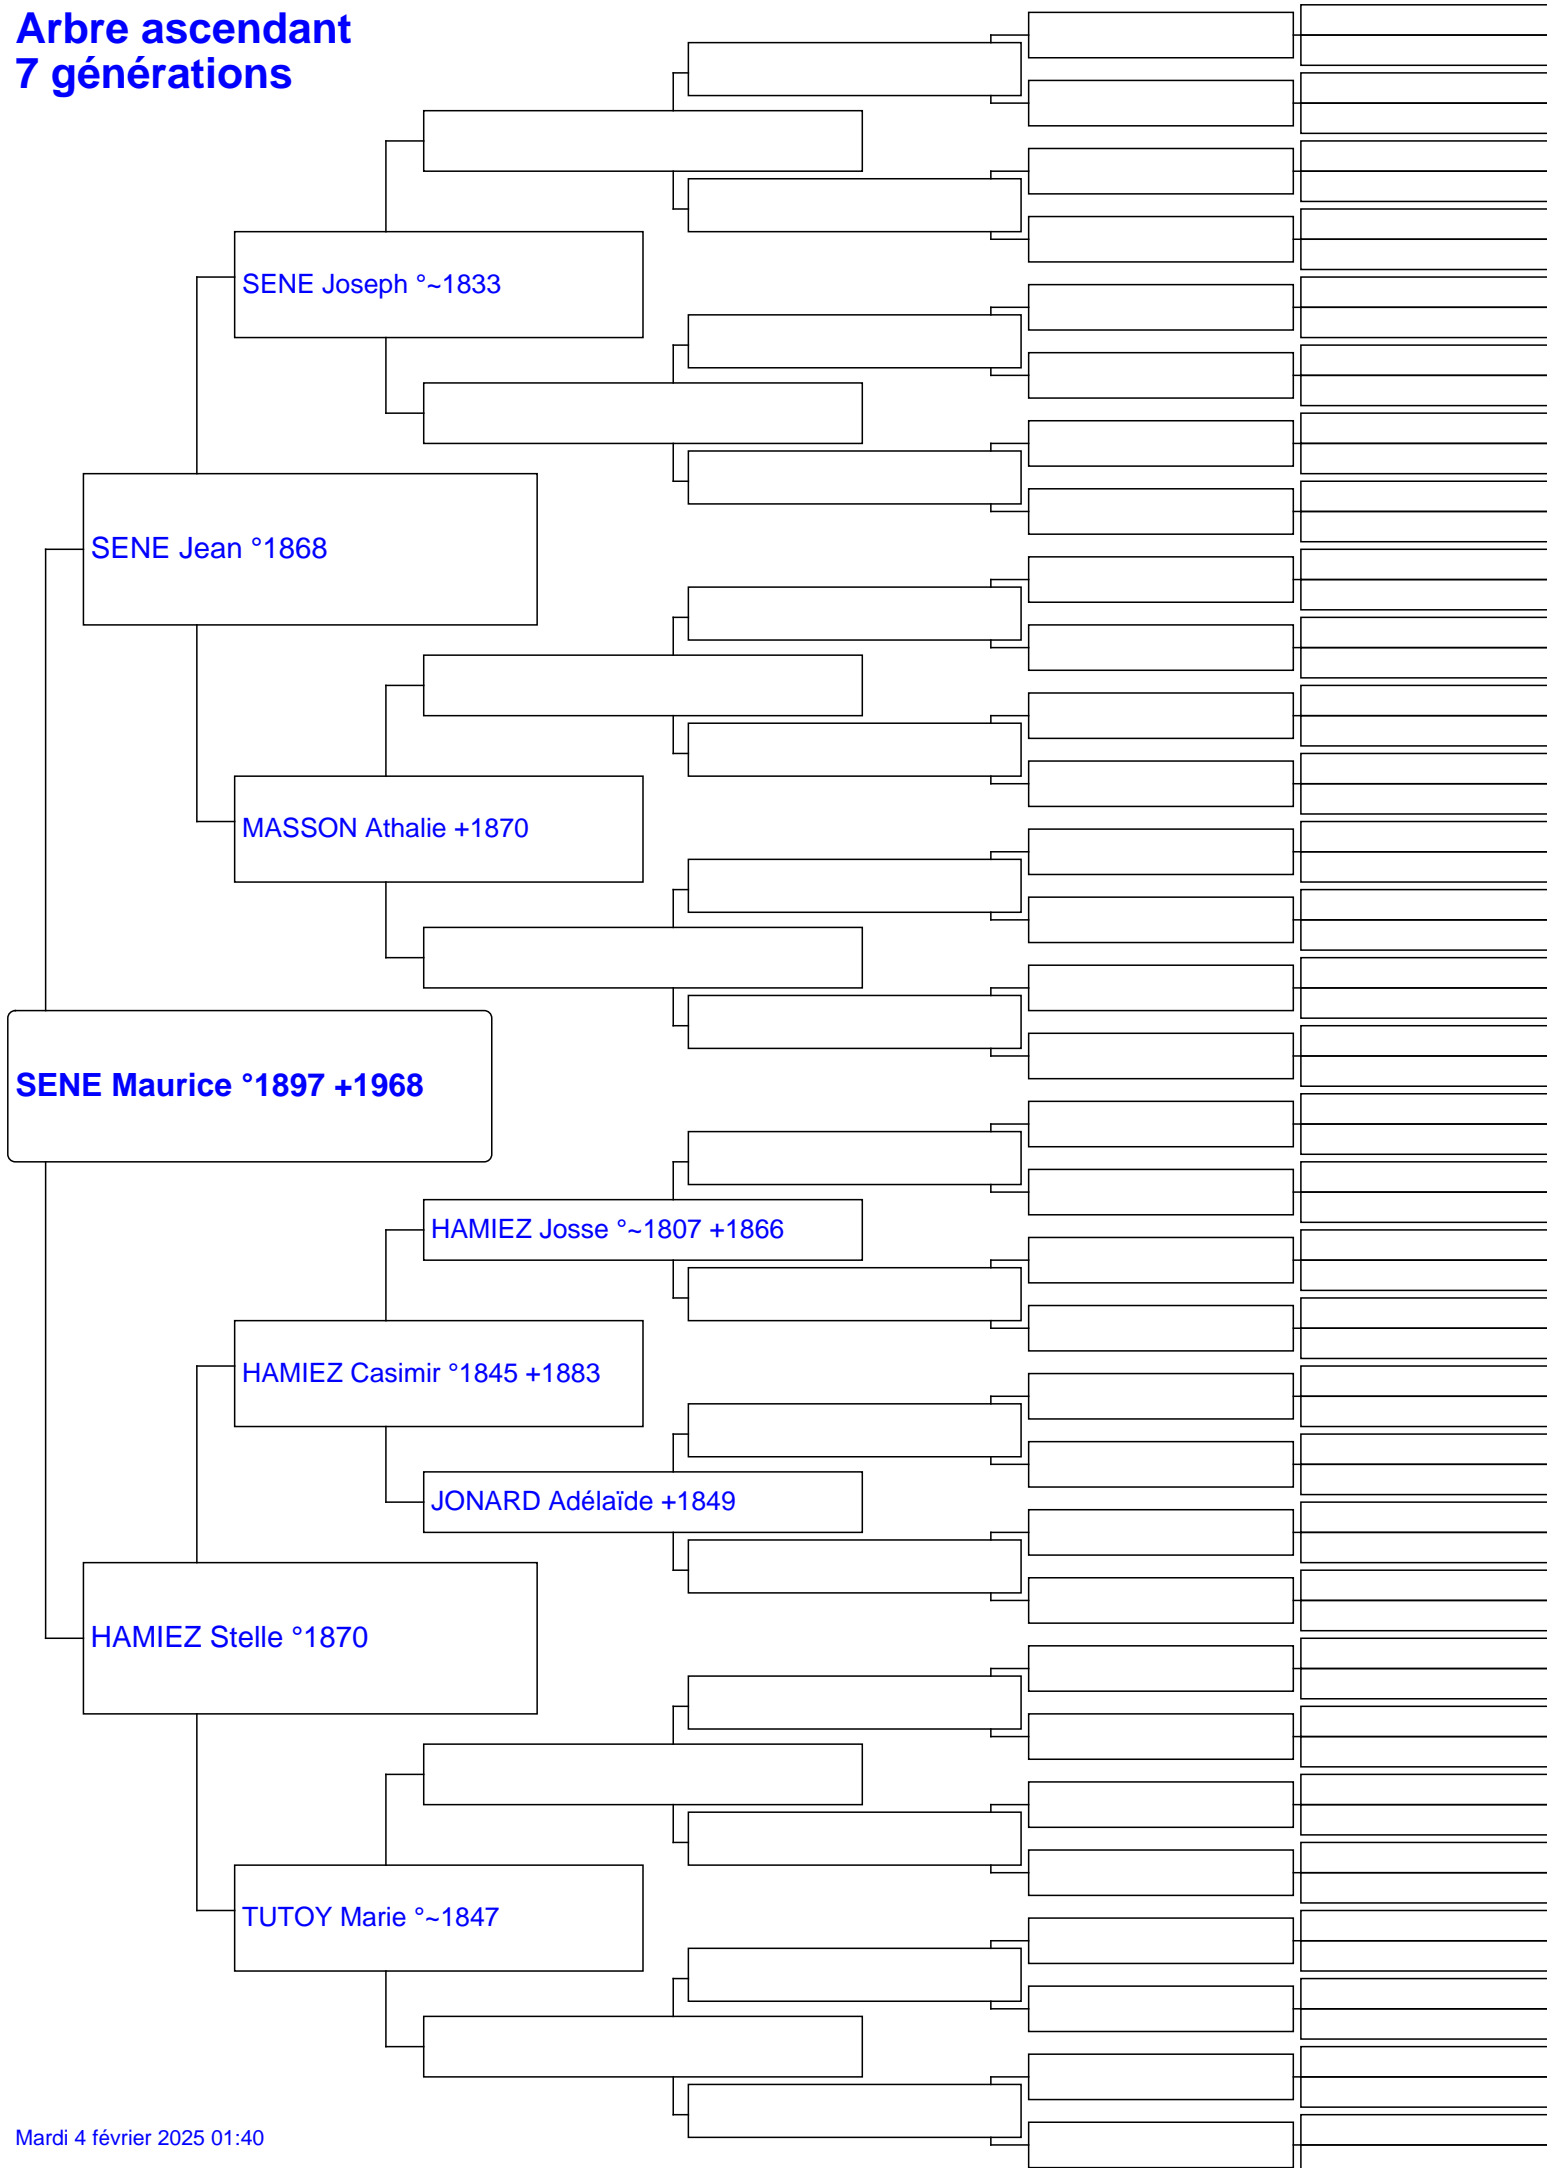 Arbre ascendant
7 générations
SENE Joseph °~1833
SENE Jean °1868
MASSON Athalie +1870
SENE Maurice °1897 +1968
HAMIEZ Josse °~1807 +1866
HAMIEZ Casimir °1845 +1883
JONARD Adélaïde +1849
HAMIEZ Stelle °1870
TUTOY Marie °~1847
Mardi 4 février 2025 01:40